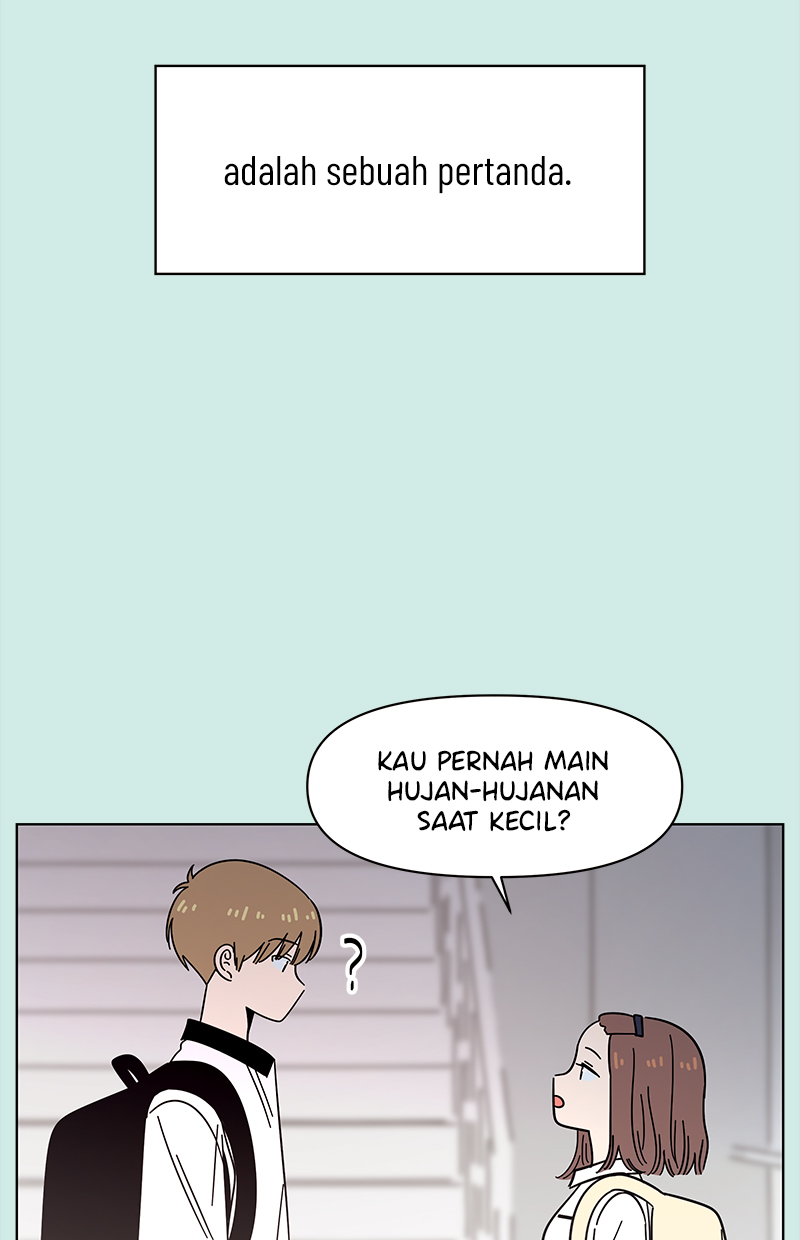 adalah sebuah pertanda.
KAU PERNAH MAIN
HUJAN-HUJANAN
SAAT KECIL?
?